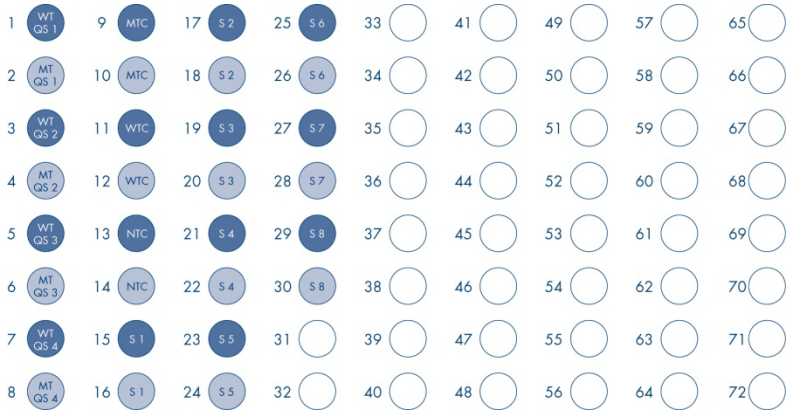 1 WT QS 1 9 MTC 17 S 2 25 S 6 33 41 49 57 65
2 MT QS 1 10 MTC 18 S 2 26 S 6 34 42 50 58 66
3 WT QS 2 11 WTC 19 S 3 27 S 7 35 43 51 59 67
4 MT QS 2 12 WTC 20 S 3 28 S 7 36 44 52 60 68
5 WT QS 3 13 NTC 21 S 4 29 S 8 37 45 53 61 69
6 MT QS 3 14 NTC 22 S 4 30 S 8 38 46 54 62 70
7 WT QS 4 15 S 1 23 S 5 31 39 47 55 63 71
8 MT QS 4 16 S 1 24 S 5 32 40 48 56 64 72